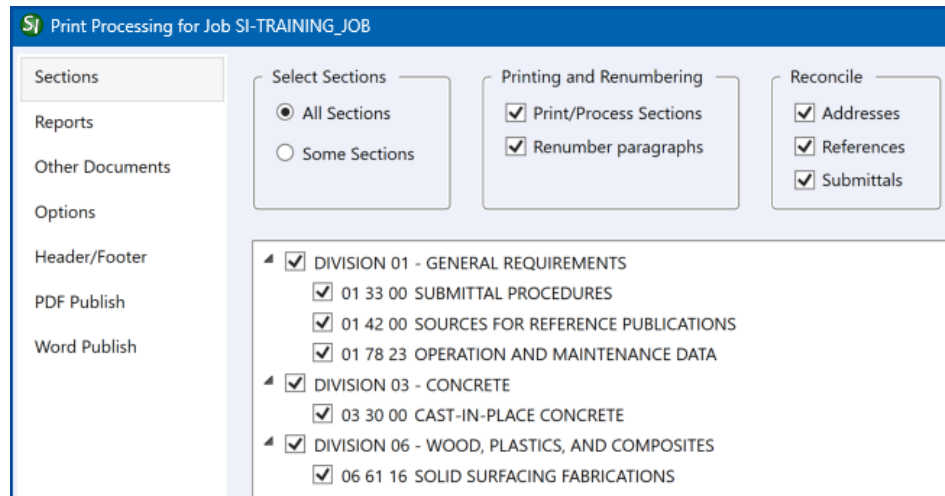 SI Print Processing for Job SI-TRAINING_JOB
Sections
Reports
Other Documents
Options
Header/Footer
PDF Publish
Word Publish
Select Sections
All Sections
Some Sections
Printing and Renumbering
Print/Process Sections
Renumber paragraphs
Reconcile
Addresses
References
Submittals
DIVISION 01 - GENERAL REQUIREMENTS
01 33 00 SUBMITTAL PROCEDURES
01 42 00 SOURCES FOR REFERENCE PUBLICATIONS
01 78 23 OPERATION AND MAINTENANCE DATA
DIVISION 03 - CONCRETE
03 30 00 CAST-IN-PLACE CONCRETE
DIVISION 06 - WOOD, PLASTICS, AND COMPOSITES
06 61 16 SOLID SURFACING FABRICATIONS